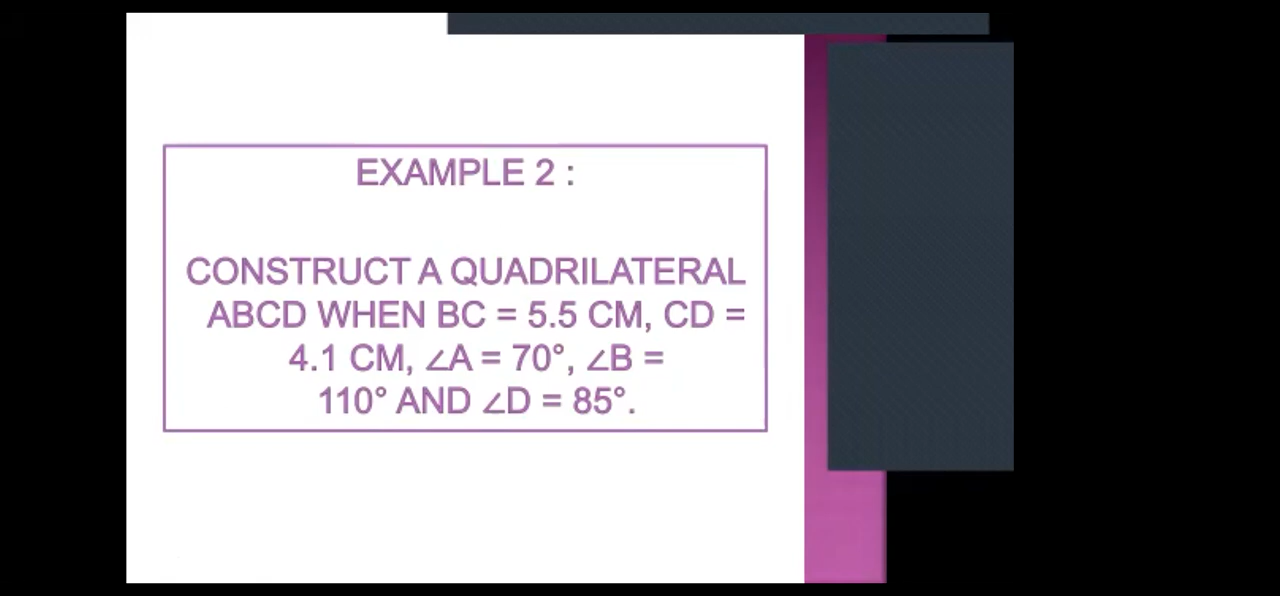 EXAMPLE 2 :
CONSTRUCT A QUADRILATERAL
ABCD WHEN BC = 5.5 CM, CD =
4.1 CM, ∠A = 70°, ∠B =
110° AND ∠D = 85°.